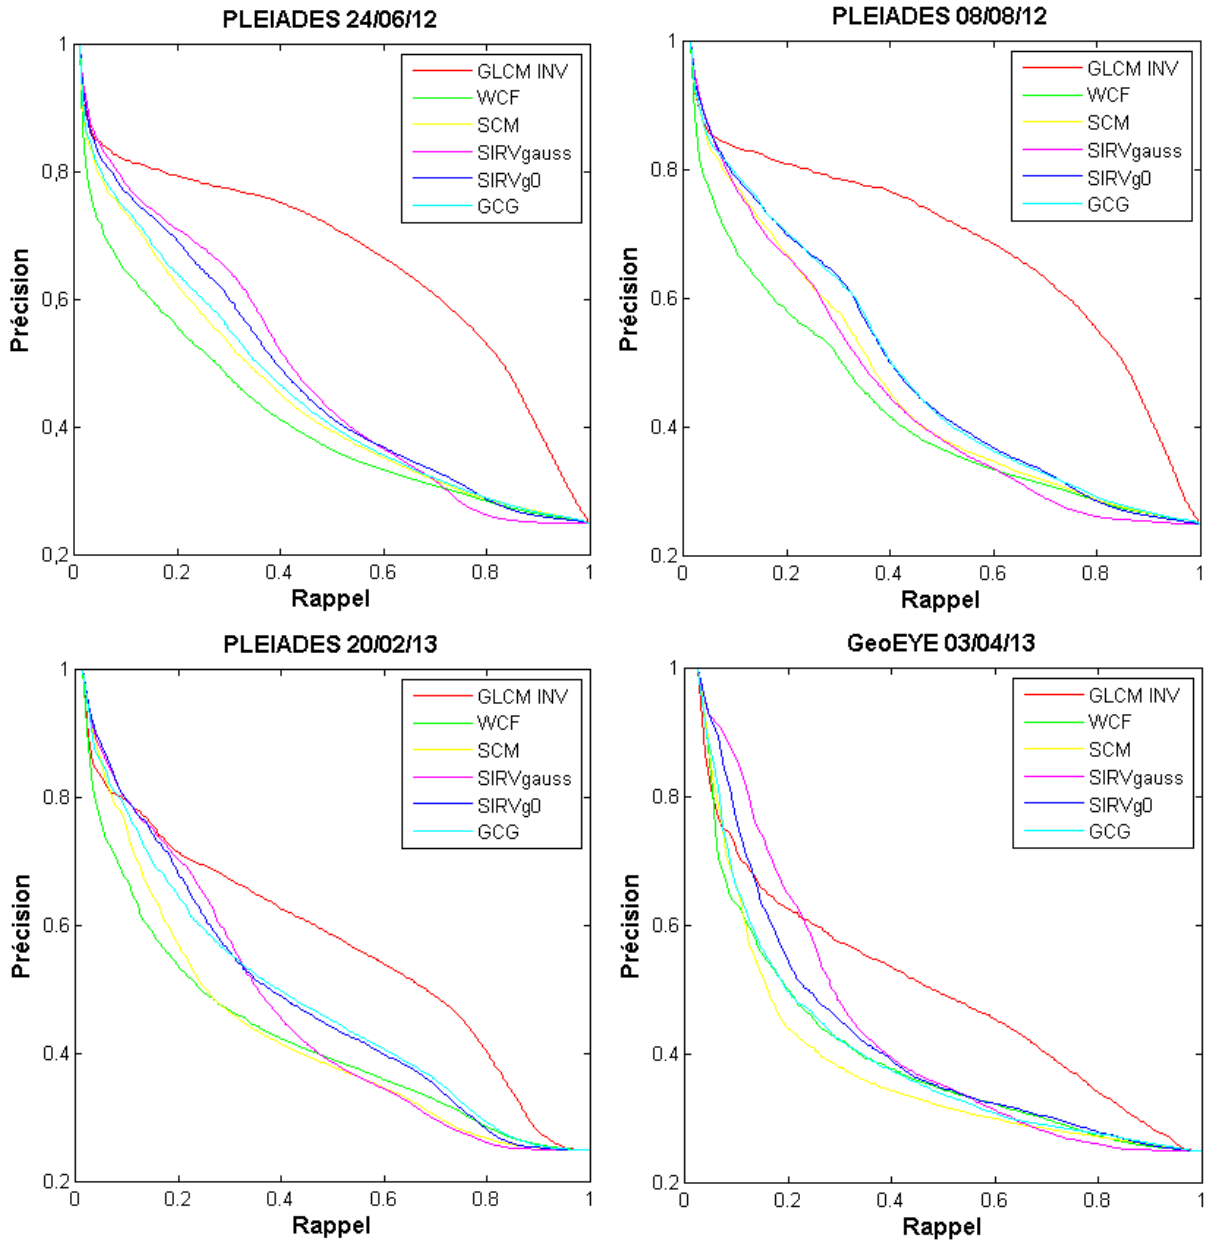 PLEIADES 24/06/12
1
0.8
0.6
0.4
0,2
Précision
0
0.2
0.4
0.6
0.8
1
Rappel
GLCM INV
WCF
SCM
SIRVgauss
SIRVg0
GCG
PLEIADES 08/08/12
1
0.8
0.6
0.4
0.2
Précision
0
0.2
0.4
0.6
0.8
1
Rappel
GLCM INV
WCF
SCM
SIRVgauss
SIRVg0
GCG
PLEIADES 20/02/13
1
0.8
0.6
0.4
0.2
Précision
0
0.2
0.4
0.6
0.8
1
Rappel
GLCM INV
WCF
SCM
SIRVgauss
SIRVg0
GCG
GeoEYE 03/04/13
1
0.8
0.6
0.4
0.2
Précision
0
0.2
0.4
0.6
0.8
1
Rappel
GLCM INV
WCF
SCM
SIRVgauss
SIRVg0
GCG